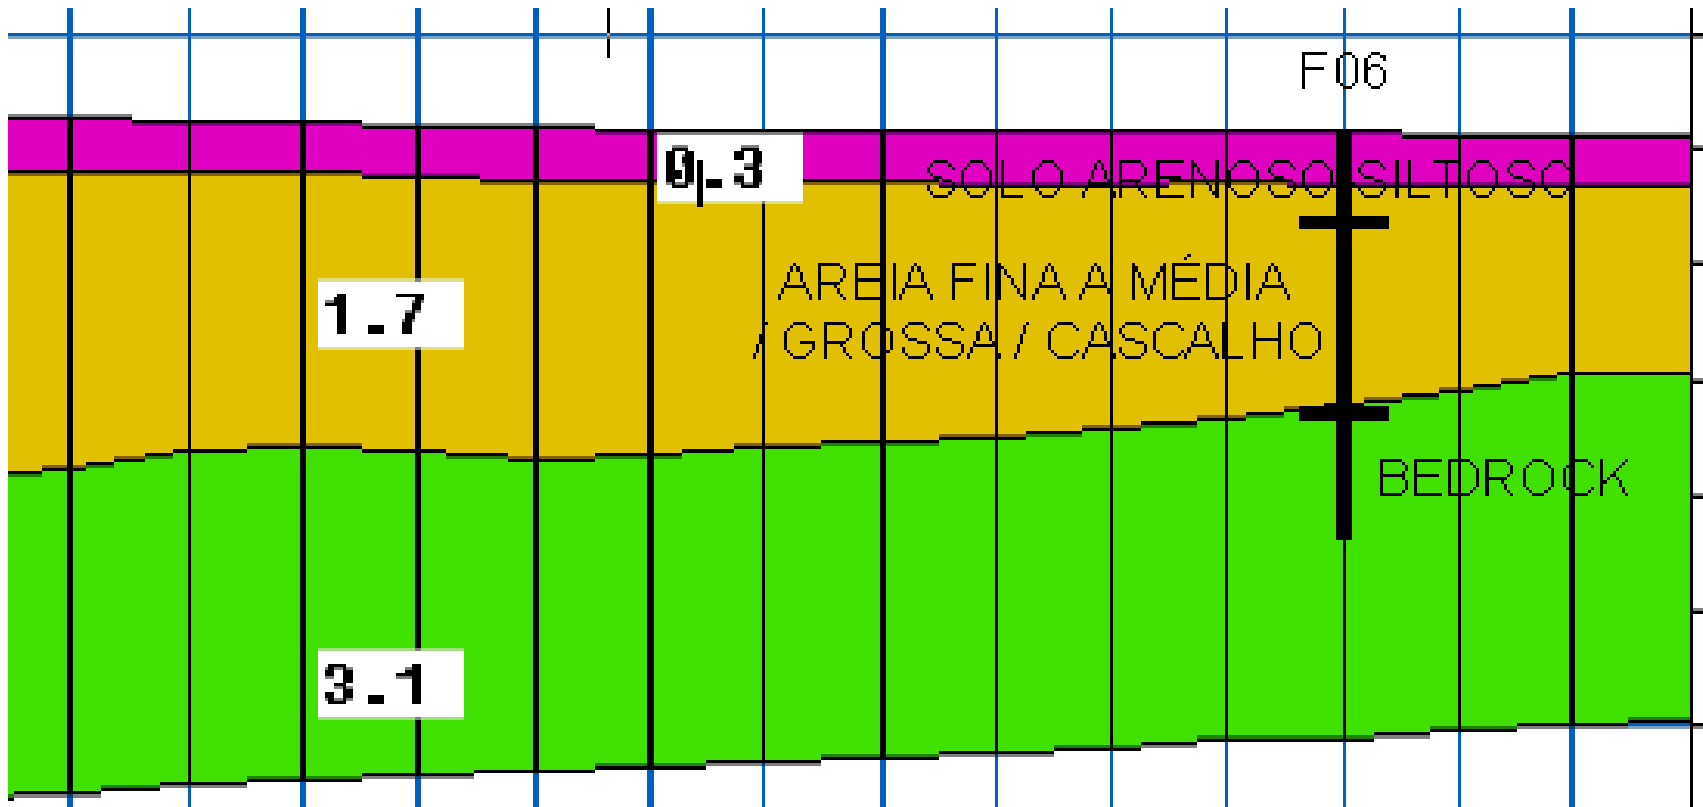 F06
0.3
SOLO ARENOSO SILTOSO
AREIA FINA A MÉDIA
/ GROSSA / CASCALHO
1.7
BEDROCK
3.1